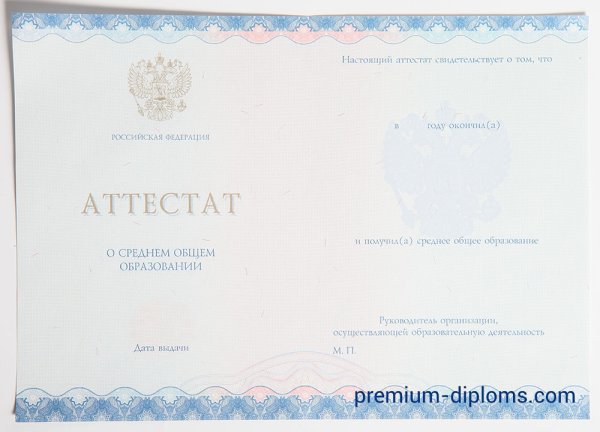 РОССИЙСКАЯ ФЕДЕРАЦИЯ
АТТЕСТАТ
О СРЕДНЕМ ОБЩЕМ
ОБРАЗОВАНИИ
Дата выдачи
Настоящий аттестат свидетельствует о том, что
в году окончил(а)
и получил(а) среднее общее образование
Руководитель организации,
осуществляющей образовательную деятельность
М. П.
premium-diploms.com